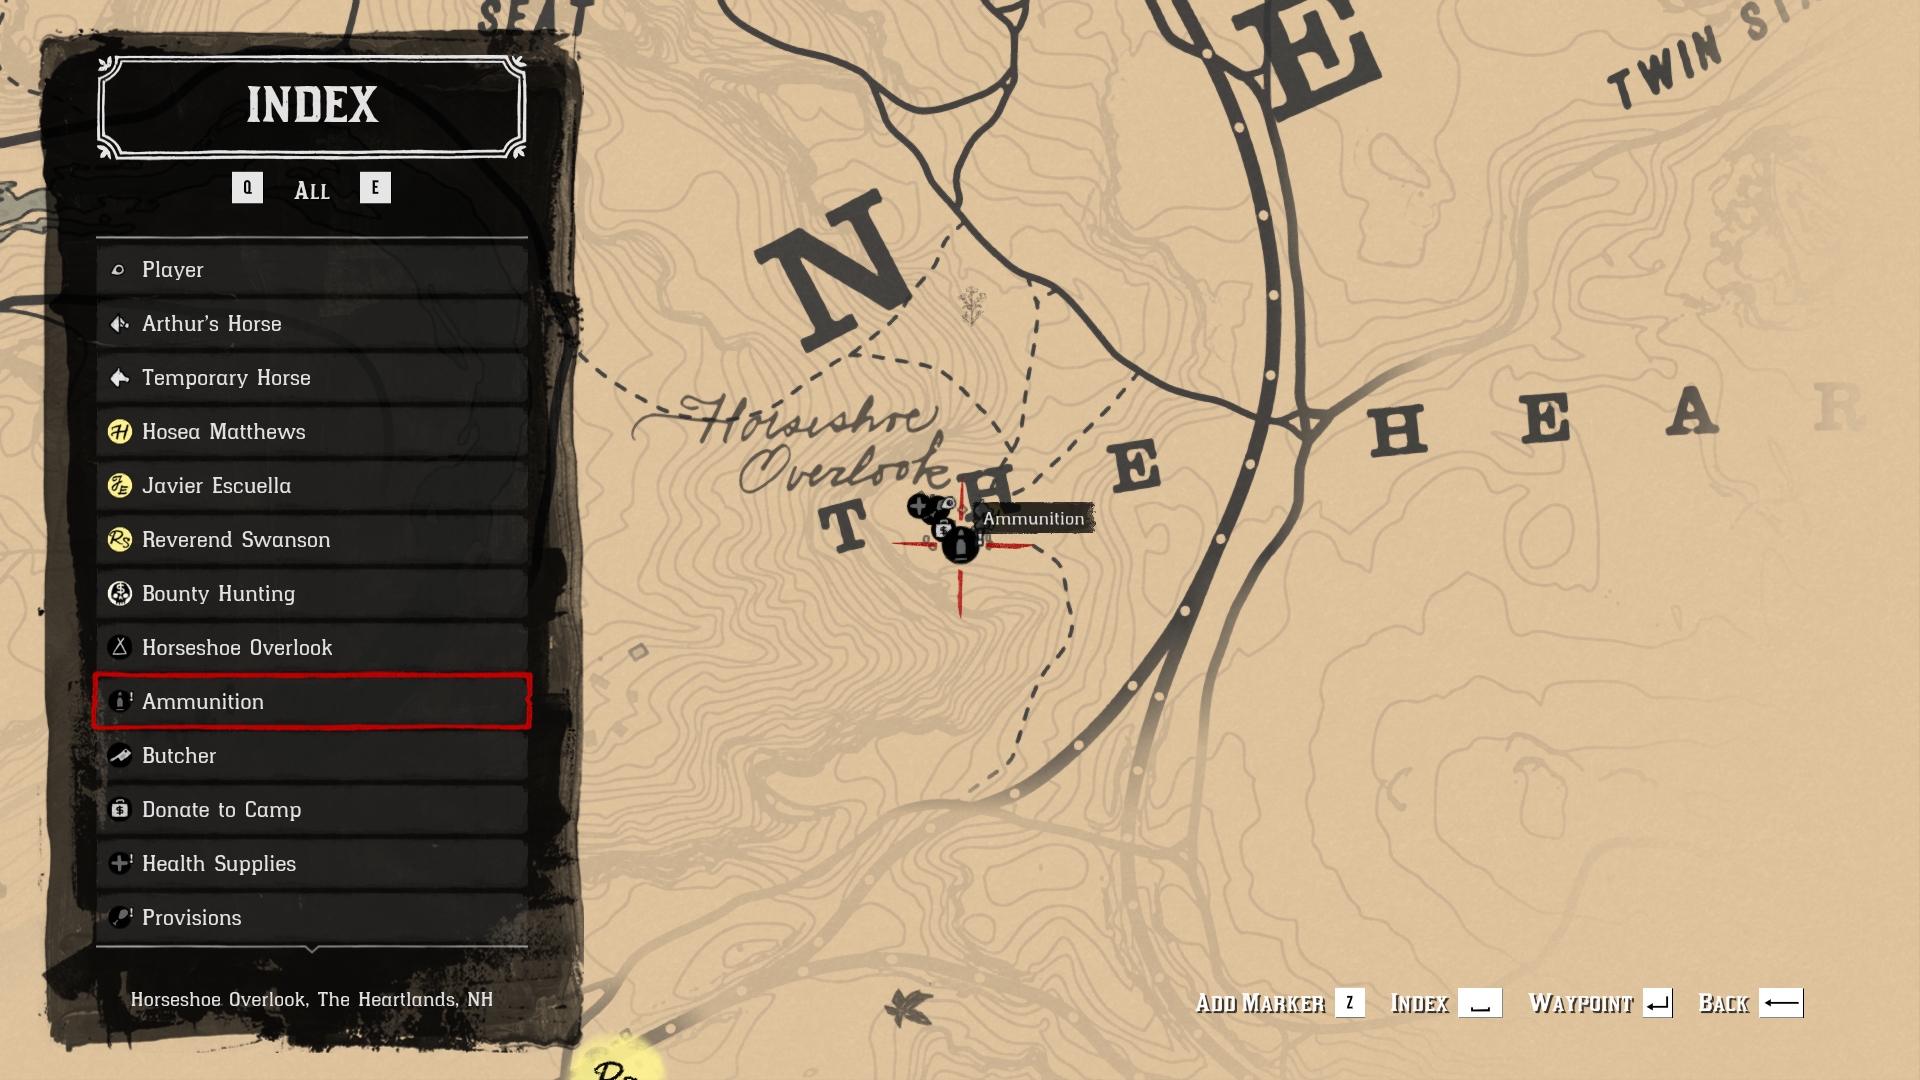 SEAT
INDEX
Q ALL E
Player
Arthur's Horse
Temporary Horse
Hosea Matthews
Javier Escuella
Reverend Swanson
Bounty Hunting
Horseshoe Overlook
Ammunition
Butcher
Donate to Camp
Health Supplies
Provisions
Horseshoe Overlook, The Heartlands, NH
N
E
TWIN ST
Horseshoe
Overlook
T H E H E A R
Ammunition
Rs
ADD MARKER Z INDEX WAYPOINT BACK